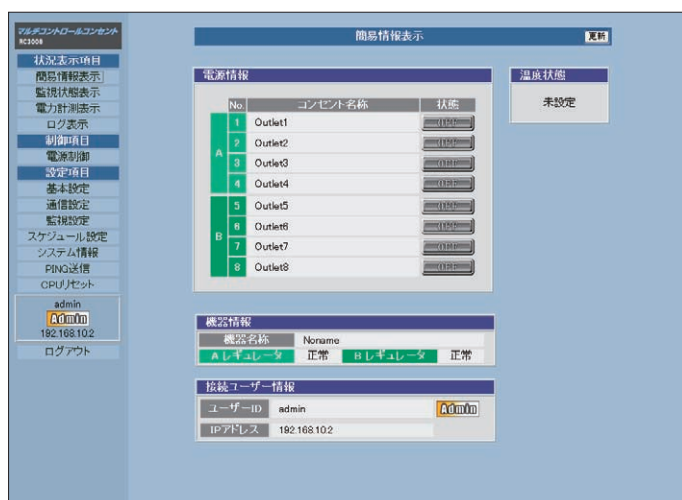 マルチコントロールコンセント
RC3008
状況表示項目
簡易情報表示
監視状態表示
電力計測表示
ログ表示
制御項目
電源制御
設定項目
基本設定
通信設定
監視設定
スケジュール設定
システム情報
PING送信
CPUリセット
admin
Admin
192.168.10.2
ログアウト
簡易情報表示
更新
電源情報
No. コンセント名称 状態
A
1 Outlet1
2 Outlet2
3 Outlet3
4 Outlet4
B
5 Outlet5
6 Outlet6
7 Outlet7
8 Outlet8
温度状態
未設定
機器情報
機器名称 Noname
Aレギュレータ 正常 Bレギュレータ 正常
接続ユーザー情報
ユーザーID admin Admin
IPアドレス 192.168.10.2